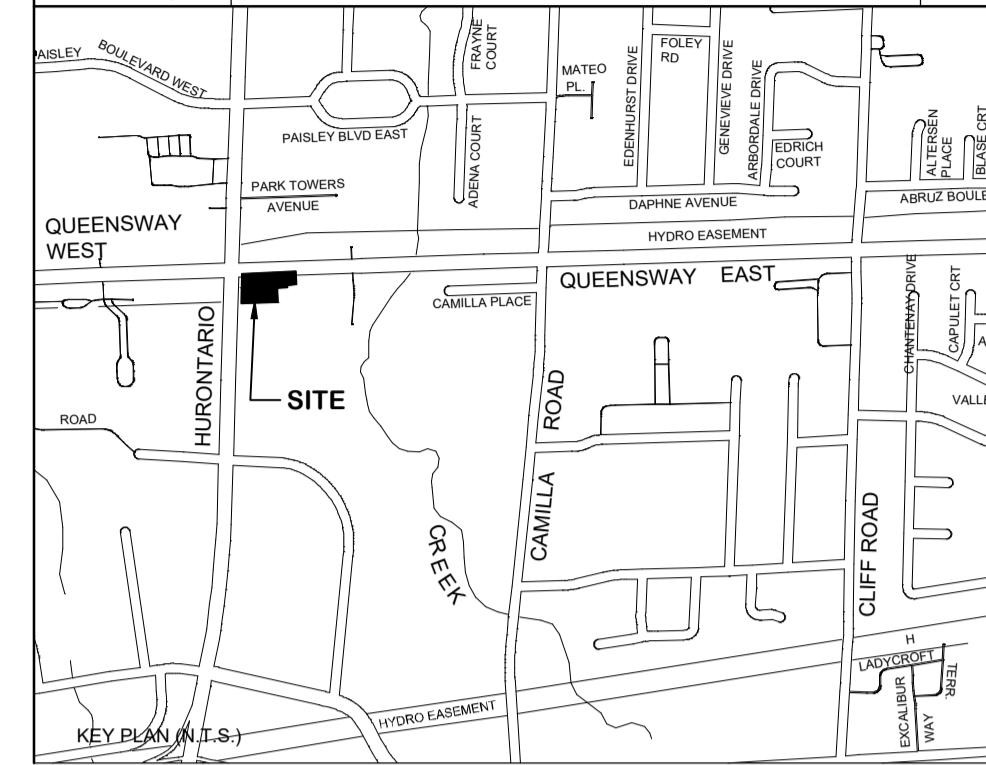 AISLEY
BOULEVARD WEST
FRAYNE
COURT
FOLEY
RD
MATEO
PL.
EDENHURST DRIVE
GENEVIEVE DRIVE
ARBORDALE DRIVE
PAISLEY BLVD EAST
ADENA COURT
EDRICH
COURT
ALTERSEN
PLACE
BLASE CRT
PARK TOWERS
AVENUE
DAPHNE AVENUE
ABRUZ BOULE
QUEENSWAY
WEST
HYDRO EASEMENT
QUEENSWAY EAST
CAMILLA PLACE
CHANTENAY DRIVE
CAPULET CRT
A
HURONTARIO
SITE
ROAD
ROAD
CAMILLA
VALLE
CREEK
CLIFF ROAD
H
LADYCROFT
TERR.
EXCALIBUR
WAY
HYDRO EASEMENT
KEY PLAN (N.T.S.)